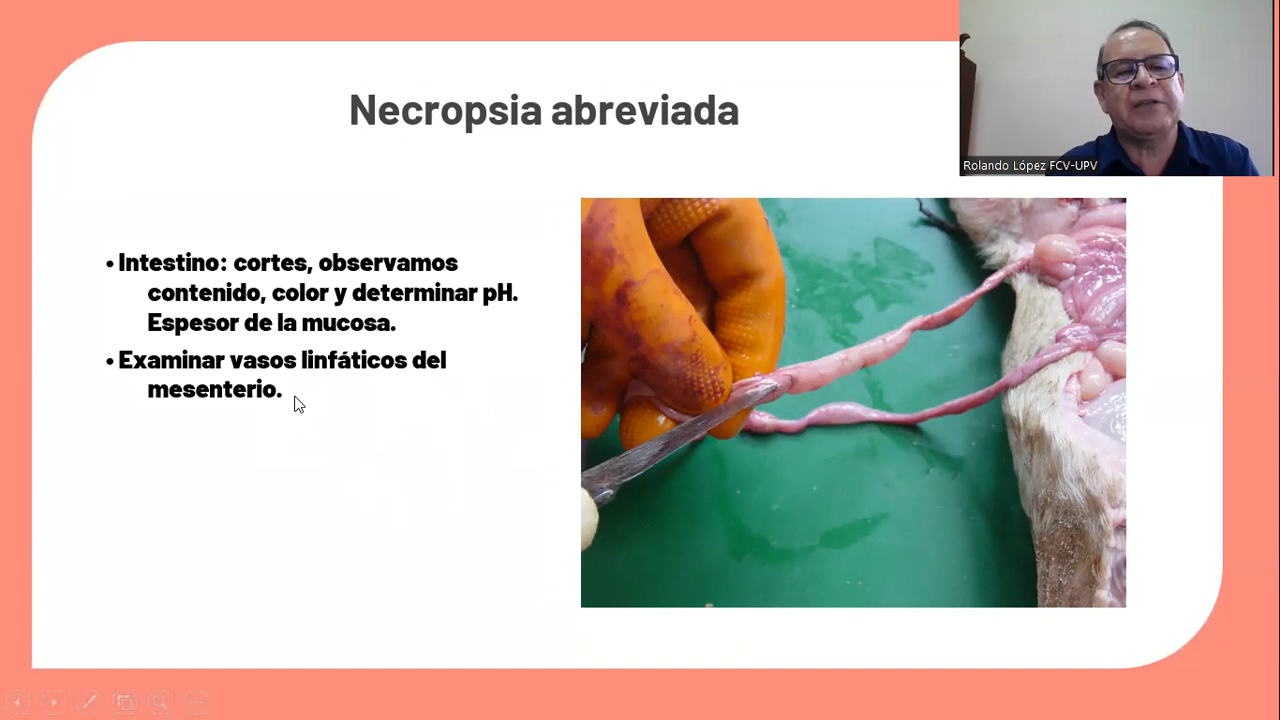 Necropsia abreviada
Rolando López FCV-UPV
• Intestino: cortes, observamos
contenido, color y determinar pH.
Espesor de la mucosa.
• Examinar vasos linfáticos del
mesenterio.